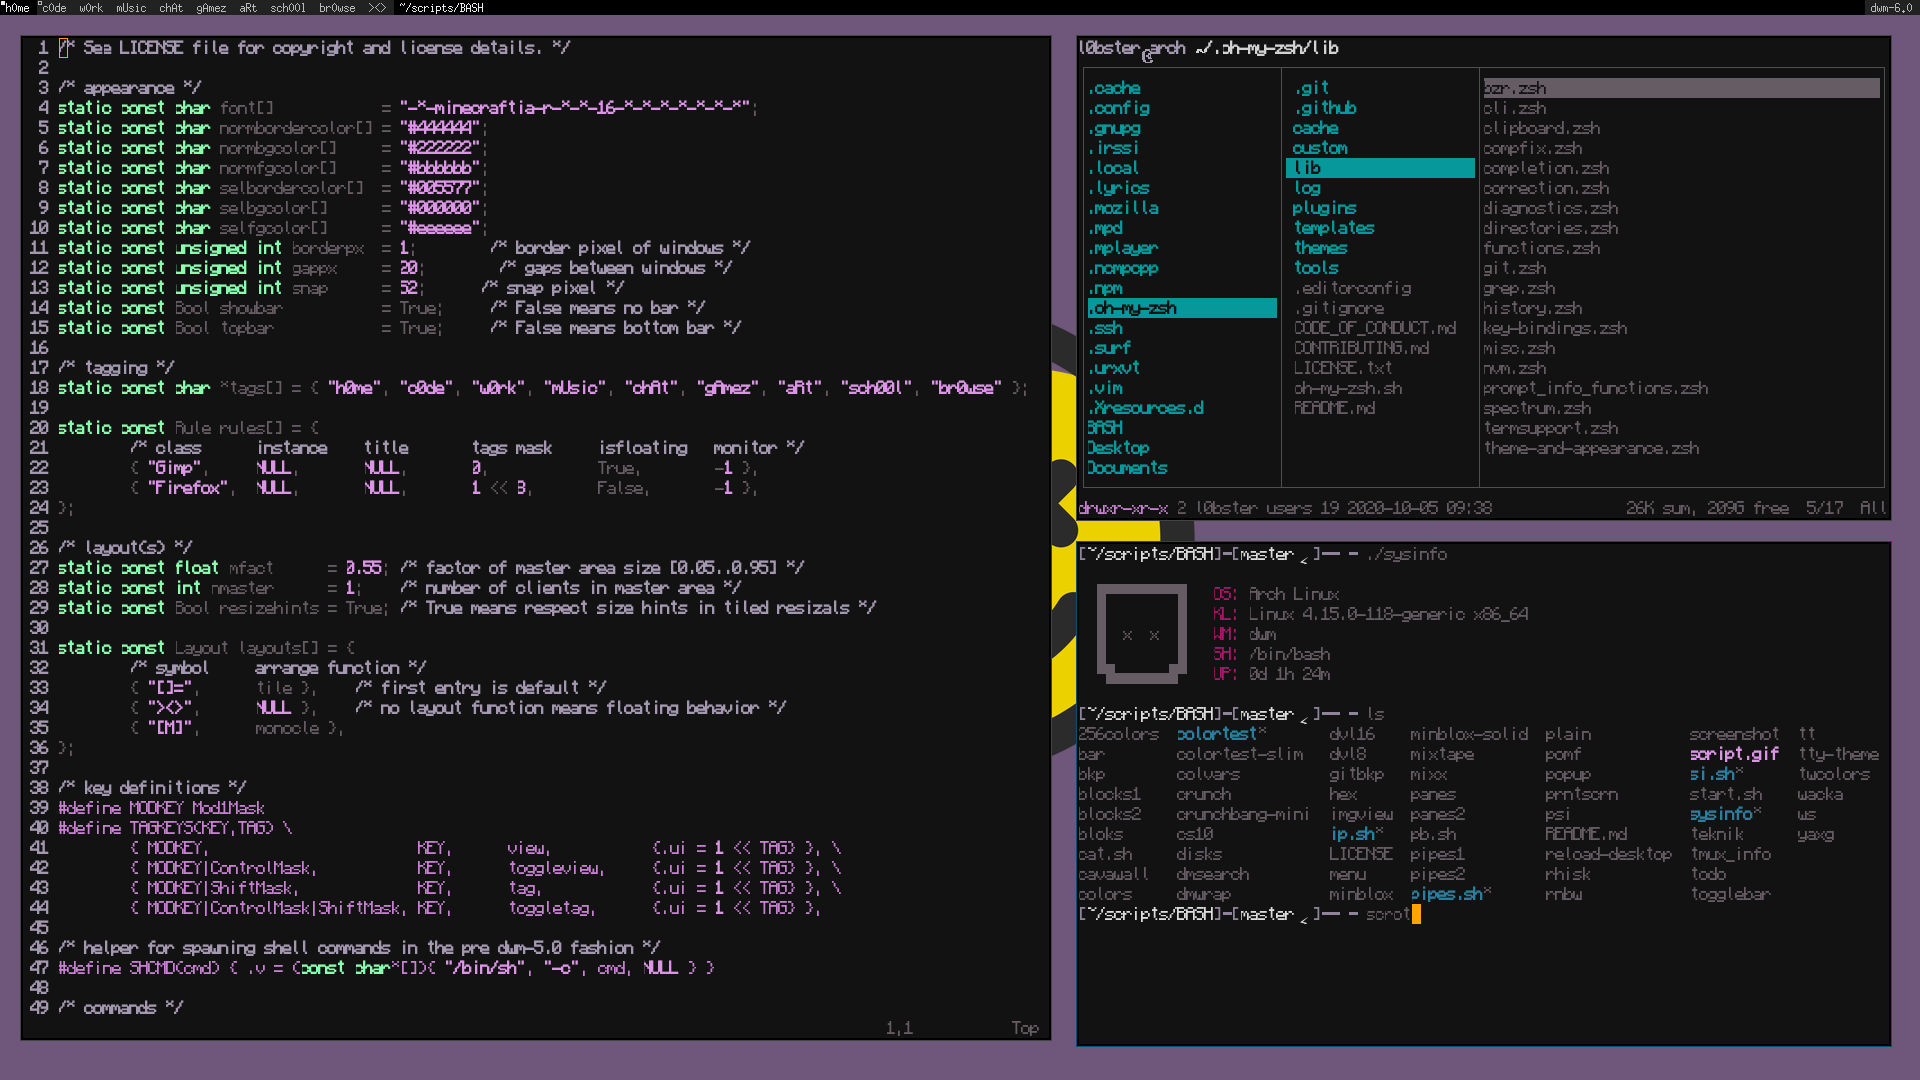 h0me c0de w0rk mUsic chAt gAmez aRt sch00l br0wse ><> ~/scripts/BASH dwm-6.0
1 /* See LICENSE file for copyright and license details. */
2
3 /* appearance */
4 static const char font[] = "-*-minecraftia-r-*-*-16-*-*-*-*-*-*-*";
5 static const char normbordercolor[] = "#444444";
6 static const char normbgcolor[] = "#222222";
7 static const char normfgcolor[] = "#bbbbbb";
8 static const char selbordercolor[] = "#005577";
9 static const char selbgcolor[] = "#000000";
10 static const char selfgcolor[] = "#eeeeee";
11 static const unsigned int borderpx = 1; /* border pixel of windows */
12 static const unsigned int gappx = 20; /* gaps between windows */
13 static const unsigned int snap = 52; /* snap pixel */
14 static const Bool showbar = True; /* False means no bar */
15 static const Bool topbar = True; /* False means bottom bar */
16
17 /* tagging */
18 static const char *tags[] = { "h0me", "c0de", "w0rk", "mUsic", "chAt", "gAmez", "aRt", "sch00l", "br0wse" };
19
20 static const Rule rules[] = {
21 /* class instance title tags mask isfloating monitor */
22 { "Gimp", NULL, NULL, 0, True, -1 },
23 { "Firefox", NULL, NULL, 1 << 8, False, -1 },
24 };
25
26 /* layout(s) */
27 static const float mfact = 0.55; /* factor of master area size [0.05..0.95] */
28 static const int nmaster = 1; /* number of clients in master area */
29 static const Bool resizehints = True; /* True means respect size hints in tiled resizals */
30
31 static const Layout layouts[] = {
32 /* symbol arrange function */
33 { "[]=", tile }, /* first entry is default */
34 { "><>", NULL }, /* no layout function means floating behavior */
35 { "[M]", monocle },
36 };
37
38 /* key definitions */
39 #define MODKEY Mod1Mask
40 #define TAGKEYS(KEY,TAG) \
41 { MODKEY, KEY, view, {.ui = 1 << TAG} }, \
42 { MODKEY|ControlMask, KEY, toggleview, {.ui = 1 << TAG} }, \
43 { MODKEY|ShiftMask, KEY, tag, {.ui = 1 << TAG} }, \
44 { MODKEY|ControlMask|ShiftMask, KEY, toggletag, {.ui = 1 << TAG} },
45
46 /* helper for spawning shell commands in the pre dwm-5.0 fashion */
47 #define SHCMD(cmd) { .v = (const char*[]){ "/bin/sh", "-c", cmd, NULL } }
48
49 /* commands */
1,1 Top
l0bster@arch ~/.oh-my-zsh/lib
.cache .git bzr.zsh
.config .github cli.zsh
.gnupg cache clipboard.zsh
.irssi custom compfix.zsh
.local lib completion.zsh
.lyrics log correction.zsh
.mozilla plugins diagnostics.zsh
.mpd templates directories.zsh
.mplayer themes functions.zsh
.ncmpcpp tools git.zsh
.npm .editorconfig grep.zsh
.oh-my-zsh .gitignore history.zsh
.ssh CODE_OF_CONDUCT.md key-bindings.zsh
.surf CONTRIBUTING.md misc.zsh
.urxvt LICENSE.txt nvm.zsh
.vim oh-my-zsh.sh prompt_info_functions.zsh
.Xresources.d README.md spectrum.zsh
BASH termsupport.zsh
Desktop theme-and-appearance.zsh
Documents
drwxr-xr-x 2 l0bster users 19 2020-10-05 09:38 26K sum, 209G free 5/17 All
[~/scripts/BASH]-[master ✓]—— — ./sysinfo
OS: Arch Linux
KL: Linux 4.15.0-118-generic x86_64
x x WM: dwm
SH: /bin/bash
UP: 0d 1h 24m
[~/scripts/BASH]-[master ✓]—— — ls
256colors colortest* dvl16 minblox-solid plain screenshot tt
bar colortest-slim dvl8 mixtape pomf script.gif tty-theme
bkp colvars gitbkp mixx popup si.sh* twcolors
blocks1 crunch hex panes prntscrn start.sh wacka
blocks2 crunchbang-mini imgview panes2 psi sysinfo* ws
bloks cs10 ip.sh* pb.sh README.md teknik yaxg
cat.sh disks LICENSE pipes1 reload-desktop tmux_info
cavawall dmsearch menu pipes2 rhisk todo
colors dmwrap minblox pipes.sh* rnbw togglebar
[~/scripts/BASH]-[master ✓]—— — scrot